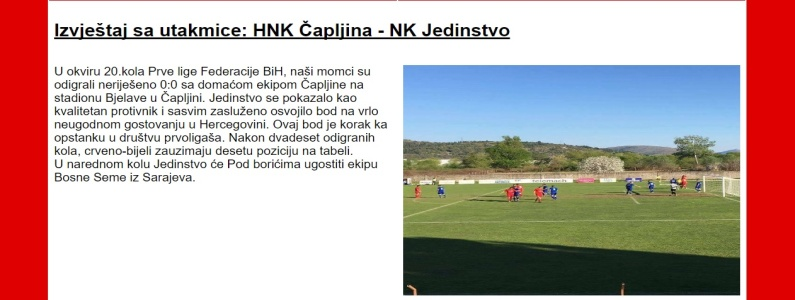 Izvještaj sa utakmice: HNK Čapljina - NK Jedinstvo
U okviru 20.kola Prve lige Federacije BiH, naši momci su
odigrali neriješeno 0:0 sa domaćom ekipom Čapljine na
stadionu Bjelave u Čapljini. Jedinstvo se pokazalo kao
kvalitetan protivnik i sasvim zasluženo osvojilo bod na vrlo
neugodnom gostovanju u Hercegovini. Ovaj bod je korak ka
opstanku u društvu prvoligaša. Nakon dvadeset odigranih
kola, crveno-bijeli zauzimaju desetu poziciju na tabeli.
U narednom kolu Jedinstvo će Pod borićima ugostiti ekipu
Bosne Seme iz Sarajeva.